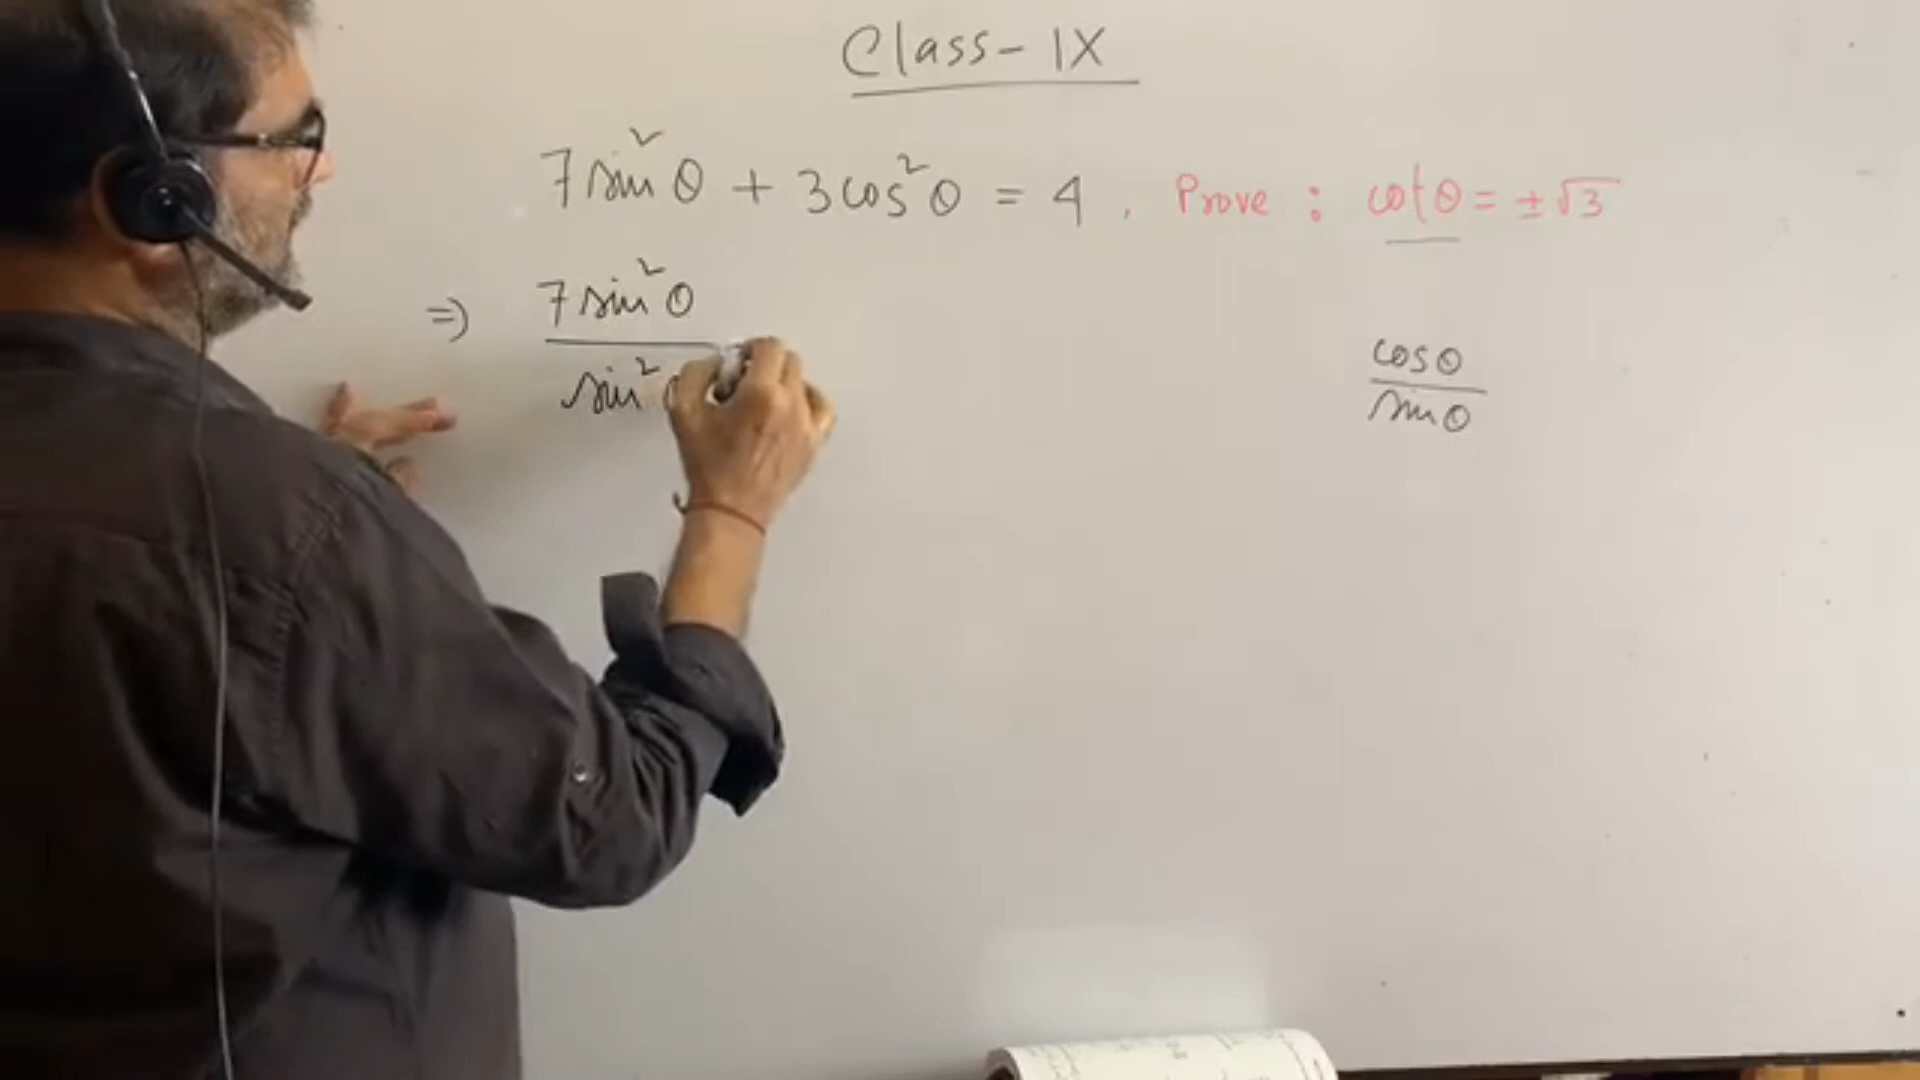 Class-IX
7sin²θ + 3cos²θ = 4 , Prove : cotθ = ±√3
=> 7sin²θ
sin²
cosθ
sinθ